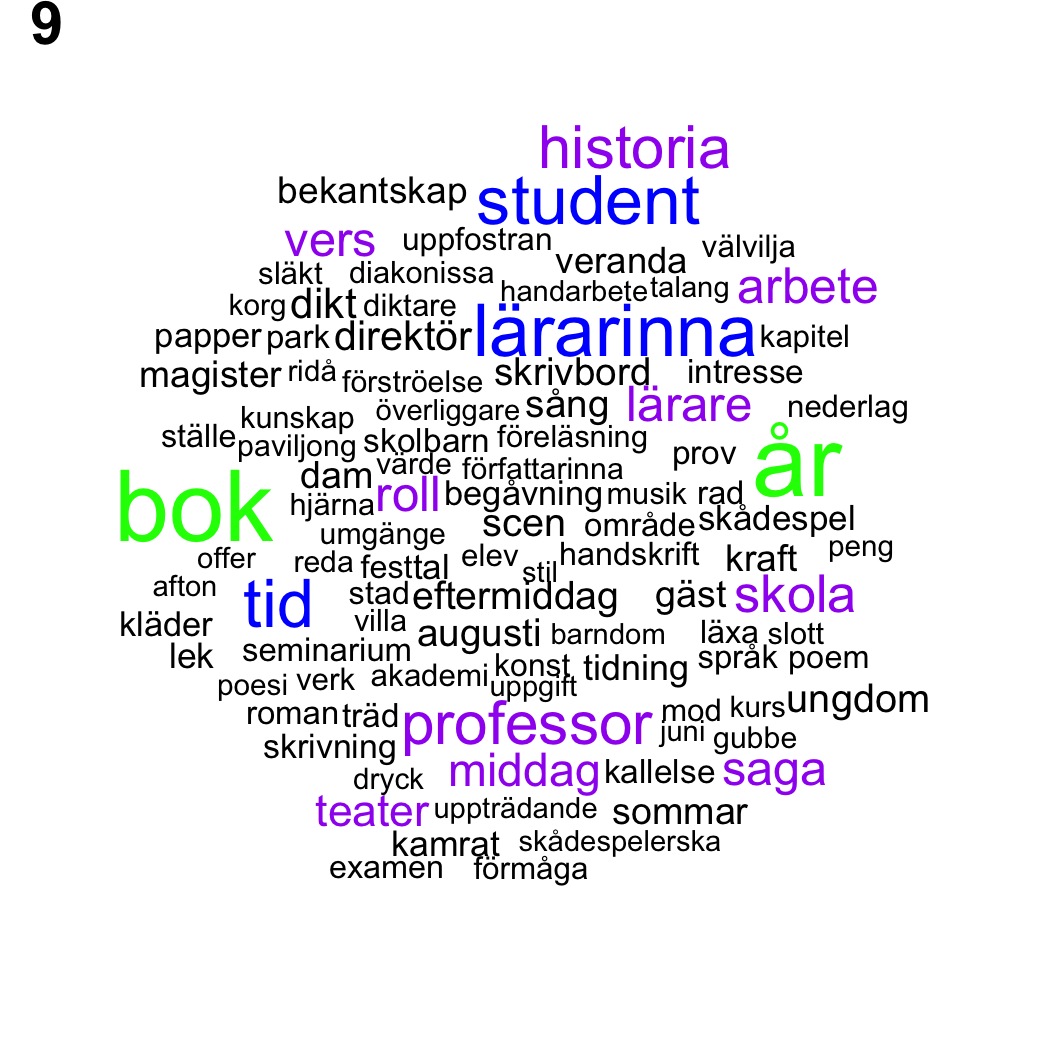 9
historia
bekantskap student
vers uppfostran veranda välvilja
släkt diakonissa handarbete talang arbete
korg dikt diktare
papper park direktör lärarinna kapitel
magister ridå förströelse skrivbord intresse
kunskap överliggare sång lärare nederlag
ställe paviljong skolbarn föreläsning prov år
dam värde författarinna
bok hjärna roll begåvning musik rad
umgänge scen område skådespel
offer reda festtal elev stil handskrift kraft peng
afton tid stad eftermiddag gäst skola
kläder villa augusti barndom läxa slott
lek seminarium konst tidning språk poem
poesi verk akademi uppgift
roman träd professor mod kurs ungdom
skrivning juni gubbe
dryck middag kallelse saga
teater uppträdande sommar
kamrat skådespelerska
examen förmåga